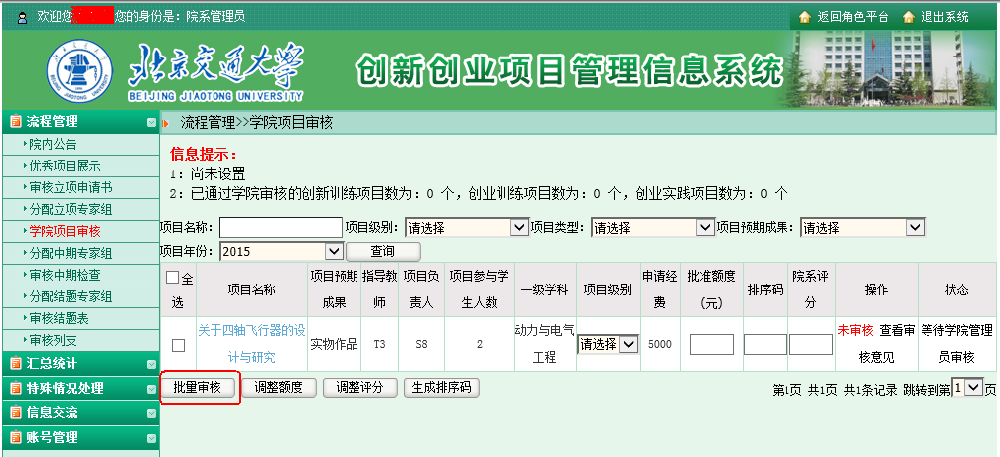 欢迎您 您的身份是：院系管理员
返回角色平台 退出系统
北京交通大学
BEIJING JIAOTONG UNIVERSITY
创新创业项目管理信息系统
流程管理
院内公告
优秀项目展示
审核立项申请书
分配立项专家组
学院项目审核
分配中期专家组
审核中期检查
分配结题专家组
审核结题表
审核列支
汇总统计
特殊情况处理
信息交流
账号管理
流程管理>>学院项目审核
信息提示：
1：尚未设置
2：已通过学院审核的创新训练项目数为：0 个，创业训练项目数为：0 个，创业实践项目数为：0 个
项目名称： 项目级别：请选择 项目类型：请选择 项目预期成果：请选择
项目年份：2015 查询
全选 项目名称 项目预期成果 指导教师 项目负责人 项目参与学生人数 一级学科 项目级别 申请经费 批准额度（元） 排序码 院系评分 操作 状态
关于四轴飞行器的设计与研究 实物作品 T3 S8 2 动力与电气工程 请选择 5000 未审核 查看审核意见 等待学院管理员审核
批量审核 调整额度 调整评分 生成排序码 第1页 共1页 共1条记录 跳转到第1页